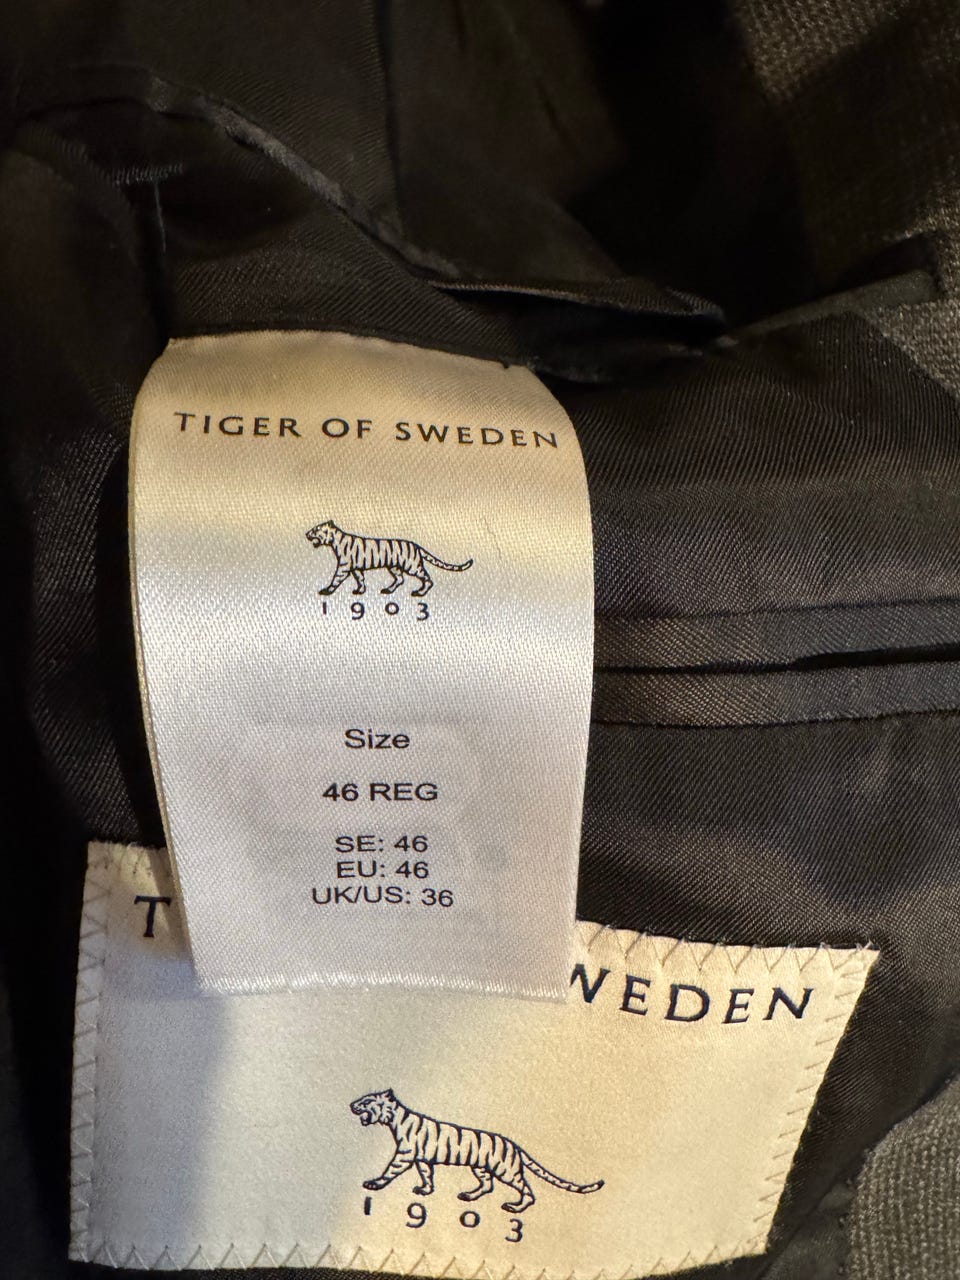 TIGER OF SWEDEN
1903
Size
46 REG
SE: 46
EU: 46
UK/US: 36
T WEDEN
1903